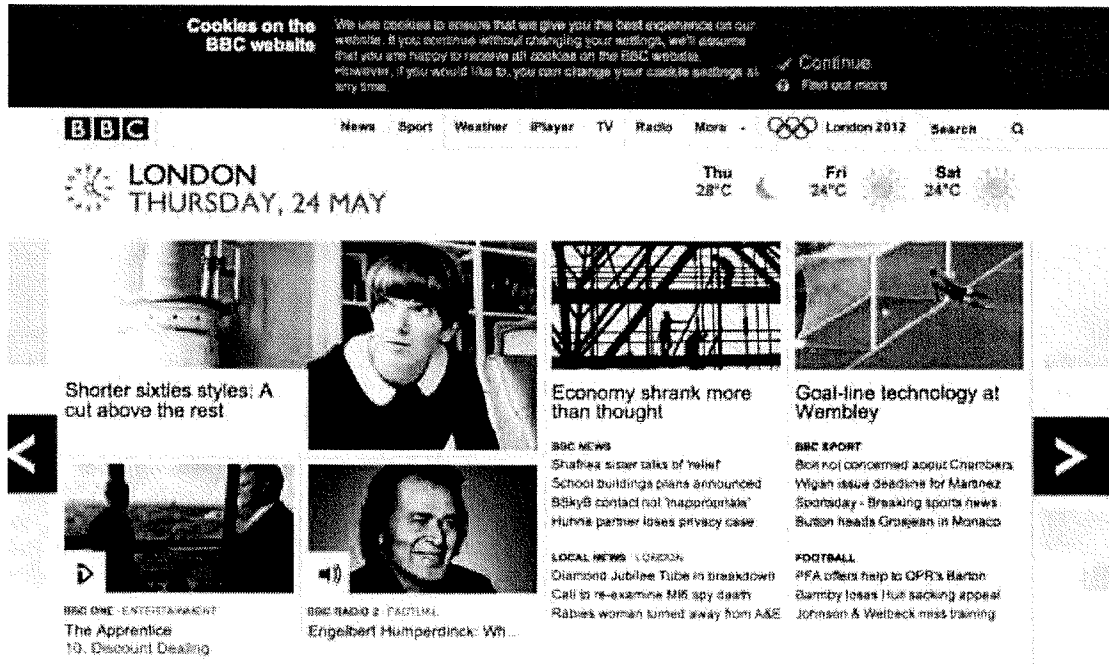 Cookies on the
BBC website
We use cookies to ensure that we give you the best experience on our
website. If you continue without changing your settings, we'll assume
that you are happy to receive all cookies on the BBC website.
However, if you would like to, you can change your cookie settings at
any time.
Continue
Find out more
BBC
News Sport Weather iPlayer TV Radio More London 2012 Search
LONDON
THURSDAY, 24 MAY
Thu
28°C
Fri
24°C
Sat
24°C
Shorter sixties styles: A
cut above the rest
BBC ONE ENTERTAINMENT
The Apprentice
10. Discount Dealing
BBC RADIO 2 FACTUAL
Engelbert Humperdinck: Wh...
Economy shrank more
than thought
BBC NEWS
Shafilea sister talks of 'relief'
School buildings plans announced
BSkyB contact not 'inappropriate'
Huhne partner loses privacy case
LOCAL NEWS LONDON
Diamond Jubilee Tube in breakdown
Call to re-examine MI6 spy death
Rabies woman turned away from A&E
Goal-line technology at
Wembley
BBC SPORT
Bolt not concerned about Chambers
Wigan issue deadline for Martinez
Sportsday - Breaking sports news
Button heads Grosjean in Monaco
FOOTBALL
PFA offers help to QPR's Barton
Barmby loses Hull sacking appeal
Johnson & Welbeck miss training